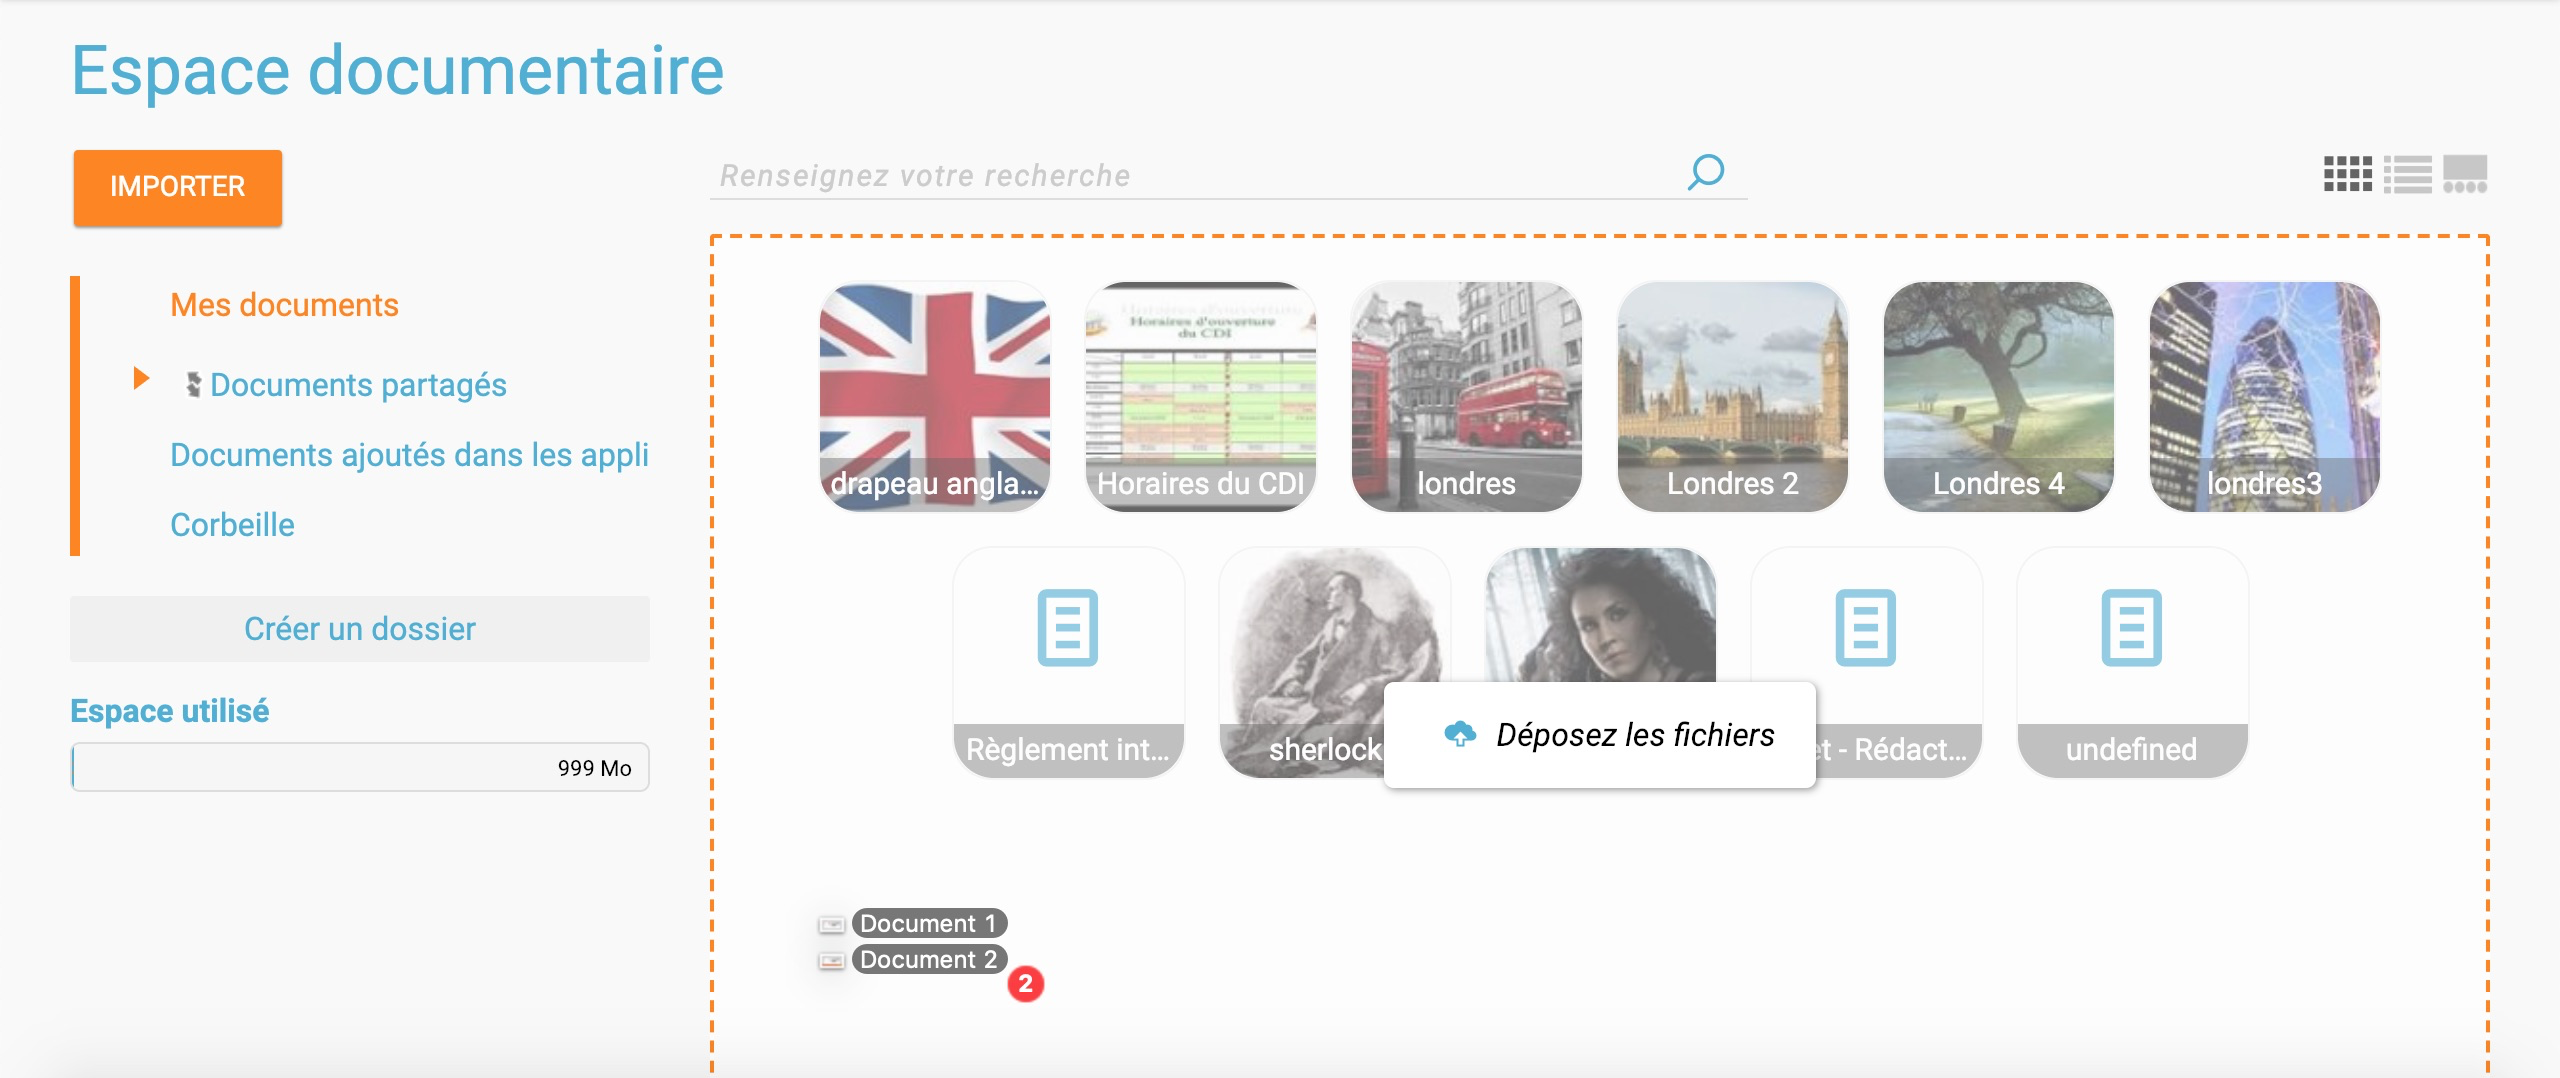 Espace documentaire
IMPORTER
Renseignez votre recherche
Mes documents
Documents partagés
Documents ajoutés dans les appli
Corbeille
Créer un dossier
Espace utilisé
999 Mo
Horaires d'ouverture
du CDI
drapeau angla...
Horaires du CDI
londres
Londres 2
Londres 4
londres3
Règlement int...
sherlock
et - Rédact...
undefined
Déposez les fichiers
Document 1
Document 2
2